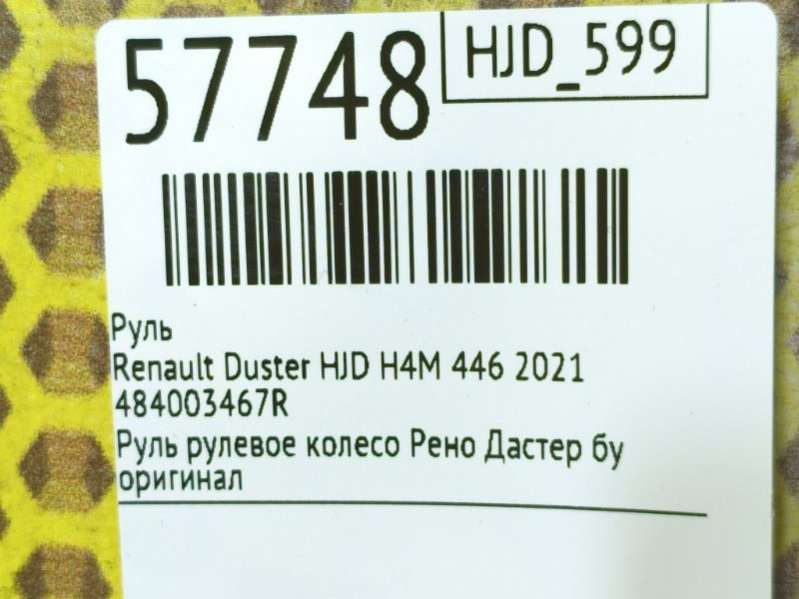 57748
HJD_599
Руль
Renault Duster HJD H4M 446 2021
484003467R
Руль рулевое колесо Рено Дастер бу
оригинал